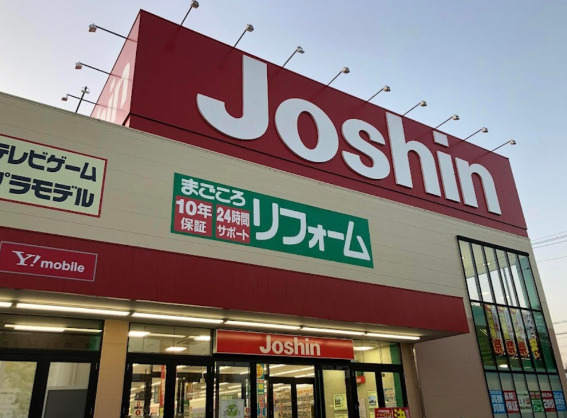 Joshin
テレビゲーム
プラモデル
まごころ
10年
保証
24時間
サポート
リフォーム
Y!mobile
Joshin